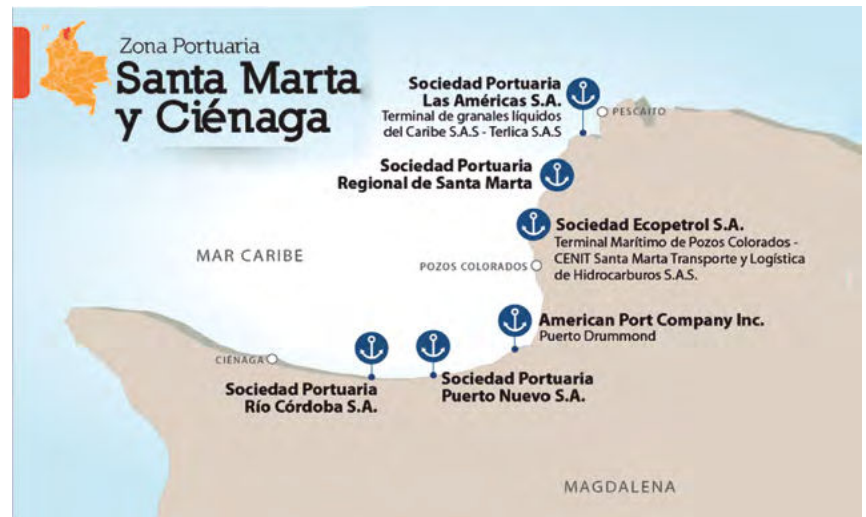 Zona Portuaria
Santa Marta
y Ciénaga
Sociedad Portuaria
Las Américas S.A.
Terminal de granales líquidos
del Caribe S.A.S - Terlica S.A.S
PESCAITO
Sociedad Portuaria
Regional de Santa Marta
Sociedad Ecopetrol S.A.
Terminal Marítimo de Pozos Colorados -
CENIT Santa Marta Transporte y Logística
de Hidrocarburos S.A.S.
MAR CARIBE
POZOS COLORADOS
American Port Company Inc.
Puerto Drummond
CIÉNAGA
Sociedad Portuaria
Río Córdoba S.A.
Sociedad Portuaria
Puerto Nuevo S.A.
MAGDALENA